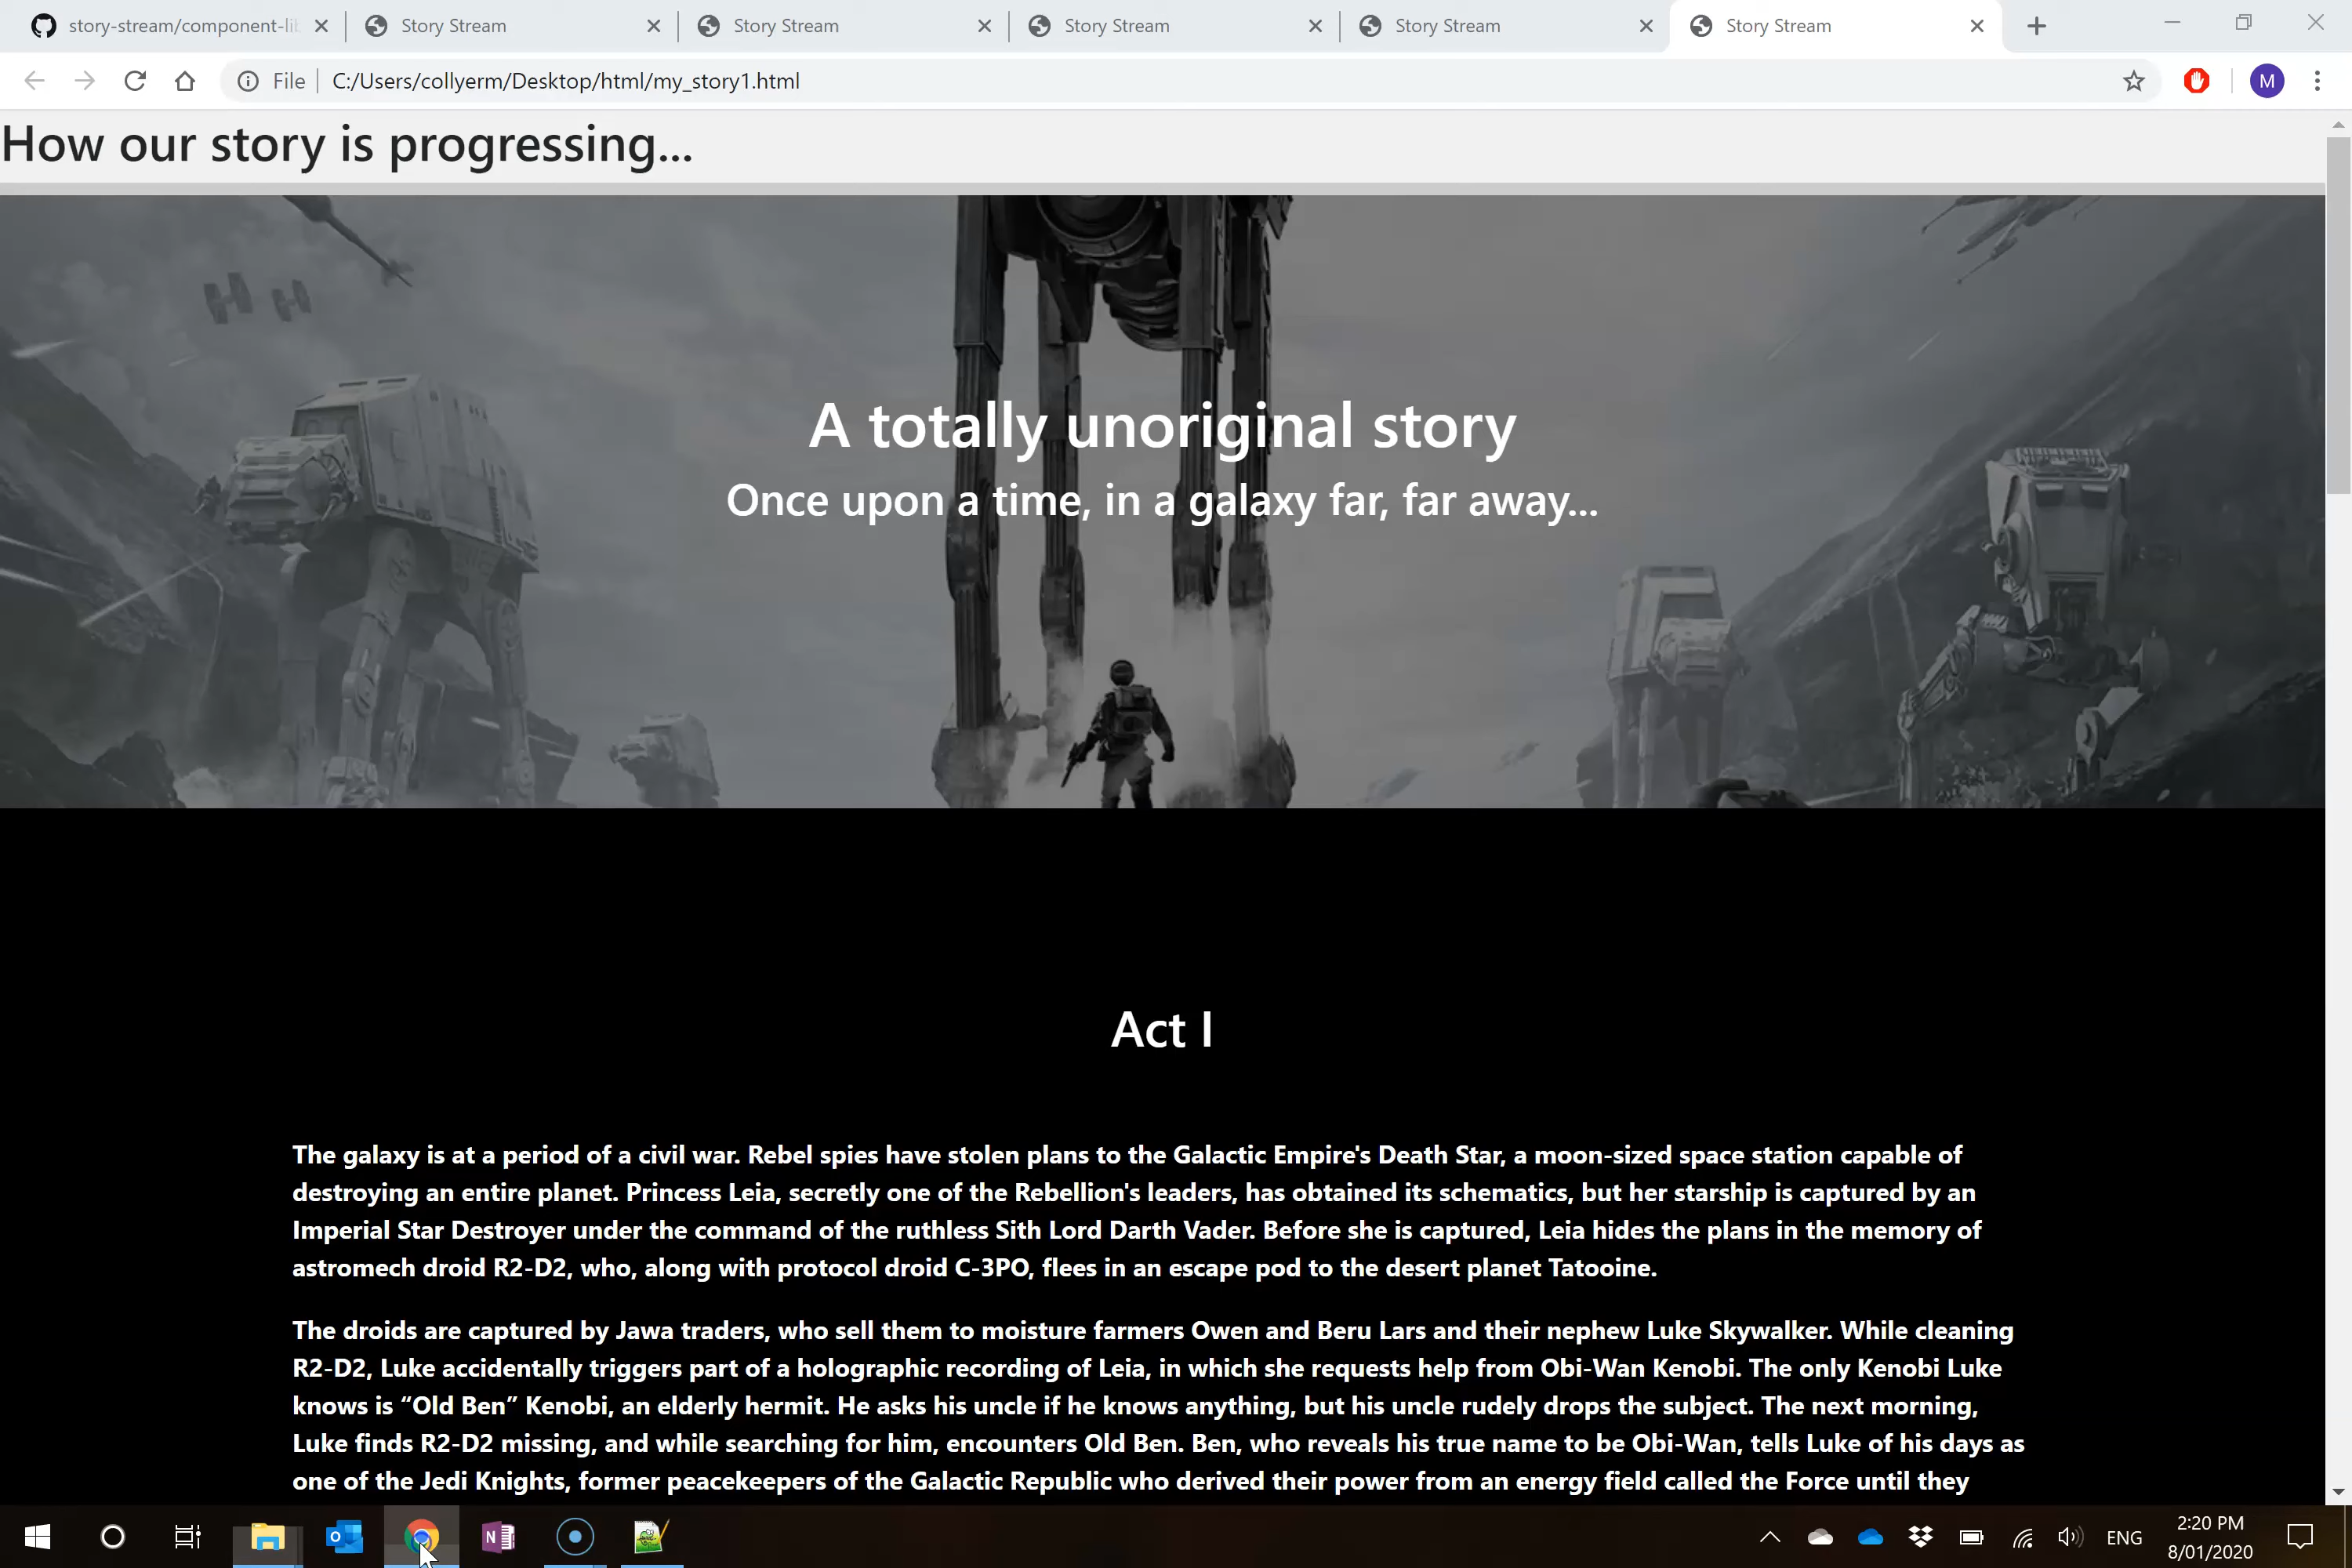 story-stream/component-lib
Story Stream
Story Stream
Story Stream
Story Stream
Story Stream
File
C:/Users/collyerm/Desktop/html/my_story1.html
M
How our story is progressing...
A totally unoriginal story
Once upon a time, in a galaxy far, far away...
Act I
The galaxy is at a period of a civil war. Rebel spies have stolen plans to the Galactic Empire's Death Star, a moon-sized space station capable of
destroying an entire planet. Princess Leia, secretly one of the Rebellion's leaders, has obtained its schematics, but her starship is captured by an
Imperial Star Destroyer under the command of the ruthless Sith Lord Darth Vader. Before she is captured, Leia hides the plans in the memory of
astromech droid R2-D2, who, along with protocol droid C-3PO, flees in an escape pod to the desert planet Tatooine.
The droids are captured by Jawa traders, who sell them to moisture farmers Owen and Beru Lars and their nephew Luke Skywalker. While cleaning
R2-D2, Luke accidentally triggers part of a holographic recording of Leia, in which she requests help from Obi-Wan Kenobi. The only Kenobi Luke
knows is “Old Ben” Kenobi, an elderly hermit. He asks his uncle if he knows anything, but his uncle rudely drops the subject. The next morning,
Luke finds R2-D2 missing, and while searching for him, encounters Old Ben. Ben, who reveals his true name to be Obi-Wan, tells Luke of his days as
one of the Jedi Knights, former peacekeepers of the Galactic Republic who derived their power from an energy field called the Force until they
ENG
2:20 PM
8/01/2020